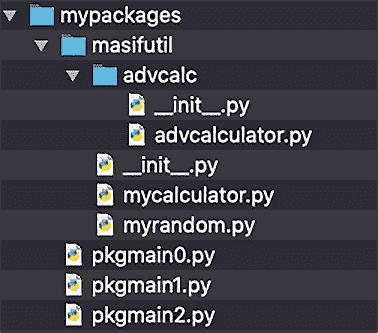 mypackages
masifutil
advcalc
__init__.py
advcalculator.py
__init__.py
mycalculator.py
myrandom.py
pkgmain0.py
pkgmain1.py
pkgmain2.py